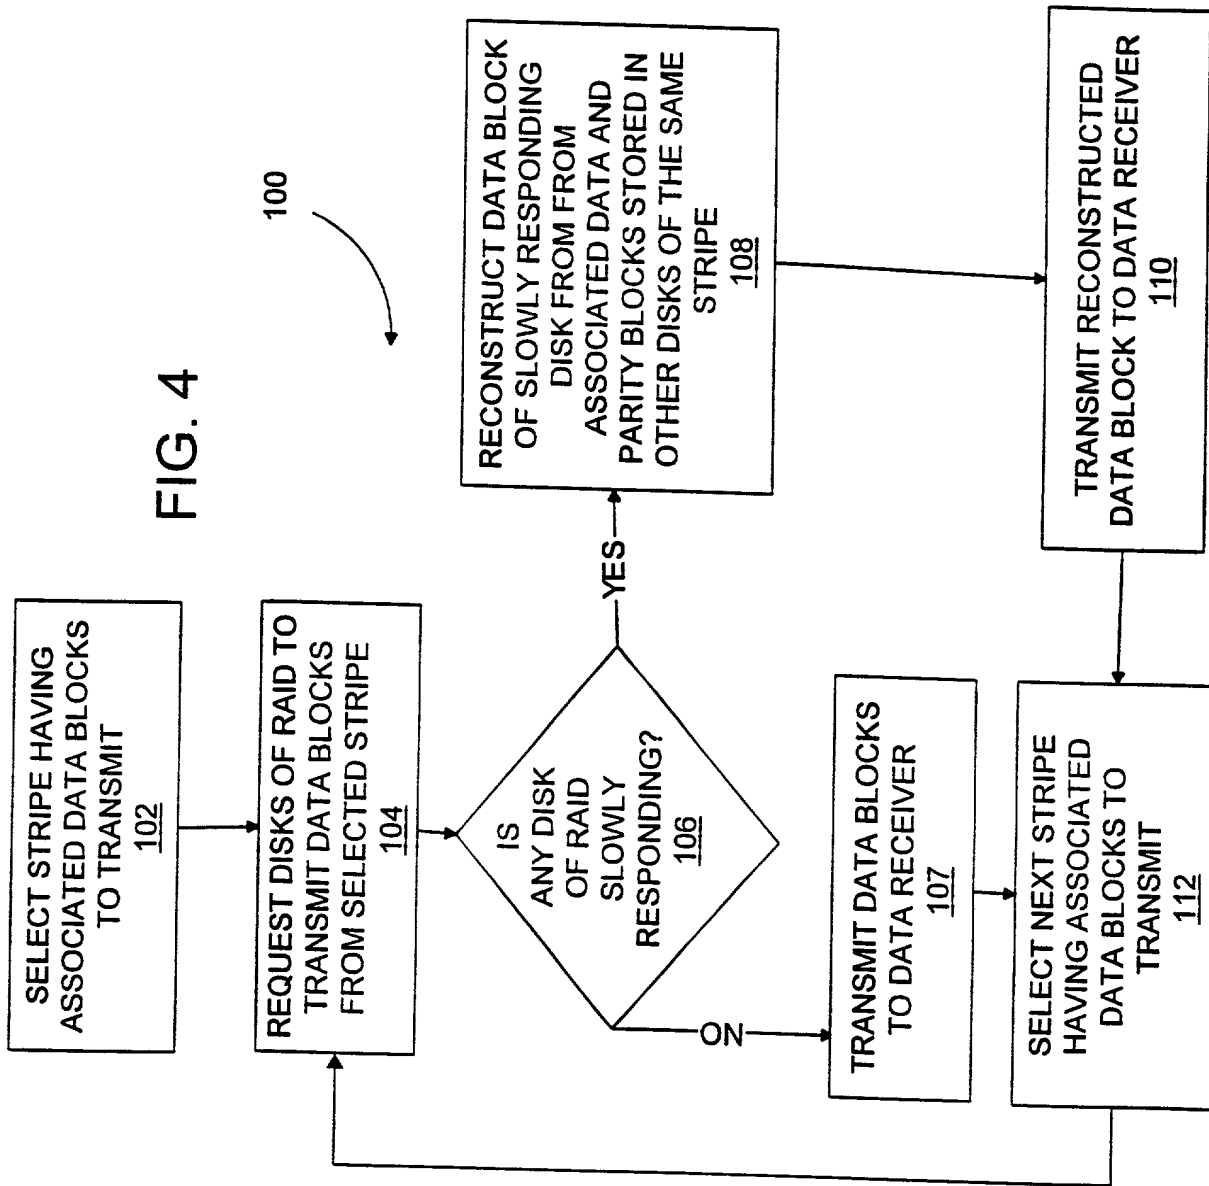 FIG. 4
100
SELECT STRIPE HAVING
ASSOCIATED DATA BLOCKS
TO TRANSMIT
102
REQUEST DISKS OF RAID TO
TRANSMIT DATA BLOCKS
FROM SELECTED STRIPE
104
IS
ANY DISK
OF RAID
SLOWLY
RESPONDING?
106
YES
RECONSTRUCT DATA BLOCK
OF SLOWLY RESPONDING
DISK FROM FROM
ASSOCIATED DATA AND
PARITY BLOCKS STORED IN
OTHER DISKS OF THE SAME
STRIPE
108
ON
TRANSMIT DATA BLOCKS
TO DATA RECEIVER
107
TRANSMIT RECONSTRUCTED
DATA BLOCK TO DATA RECEIVER
110
SELECT NEXT STRIPE
HAVING ASSOCIATED
DATA BLOCKS TO
TRANSMIT
112